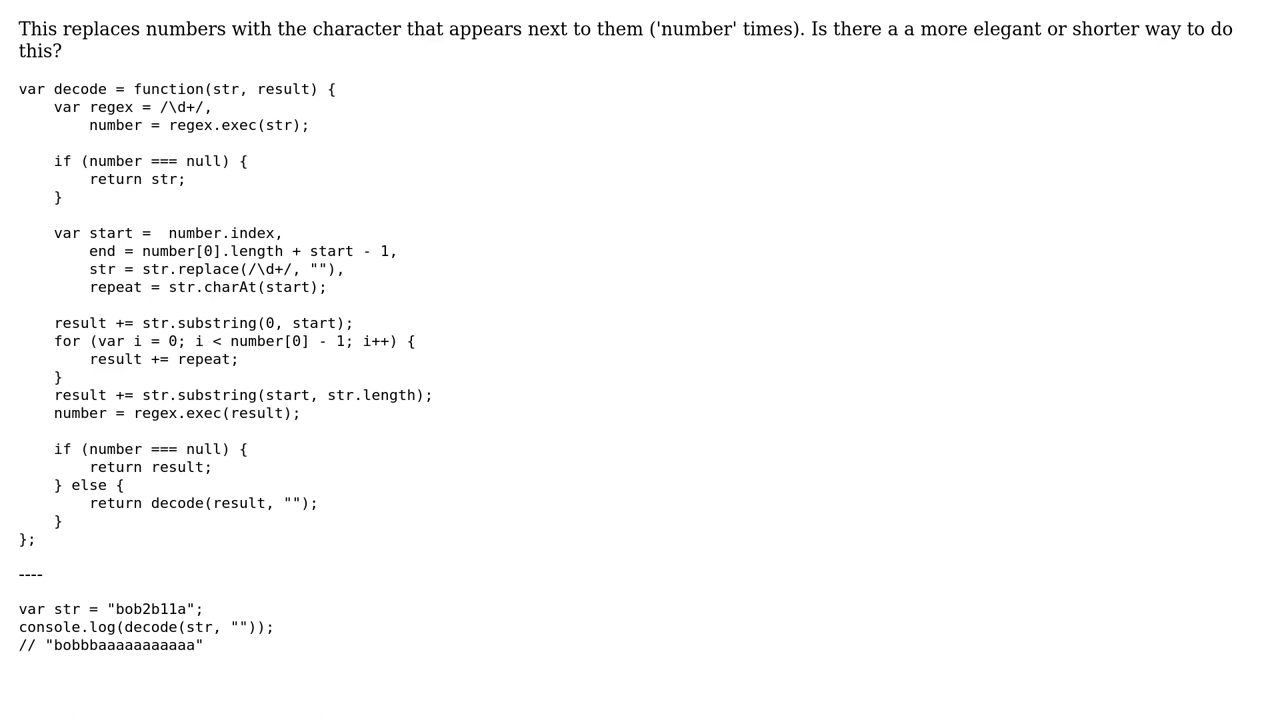 This replaces numbers with the character that appears next to them ('number' times). Is there a a more elegant or shorter way to do
this?
var decode = function(str, result) {
    var regex = /\d+/,
        number = regex.exec(str);

    if (number === null) {
        return str;
    }

    var start =  number.index,
        end = number[0].length + start - 1,
        str = str.replace(/\d+/, ""),
        repeat = str.charAt(start);

    result += str.substring(0, start);
    for (var i = 0; i < number[0] - 1; i++) {
        result += repeat;
    }
    result += str.substring(start, str.length);
    number = regex.exec(result);

    if (number === null) {
        return result;
    } else {
        return decode(result, "");
    }
};
----
var str = "bob2b11a";
console.log(decode(str, ""));
// "bobbbaaaaaaaaaaa"